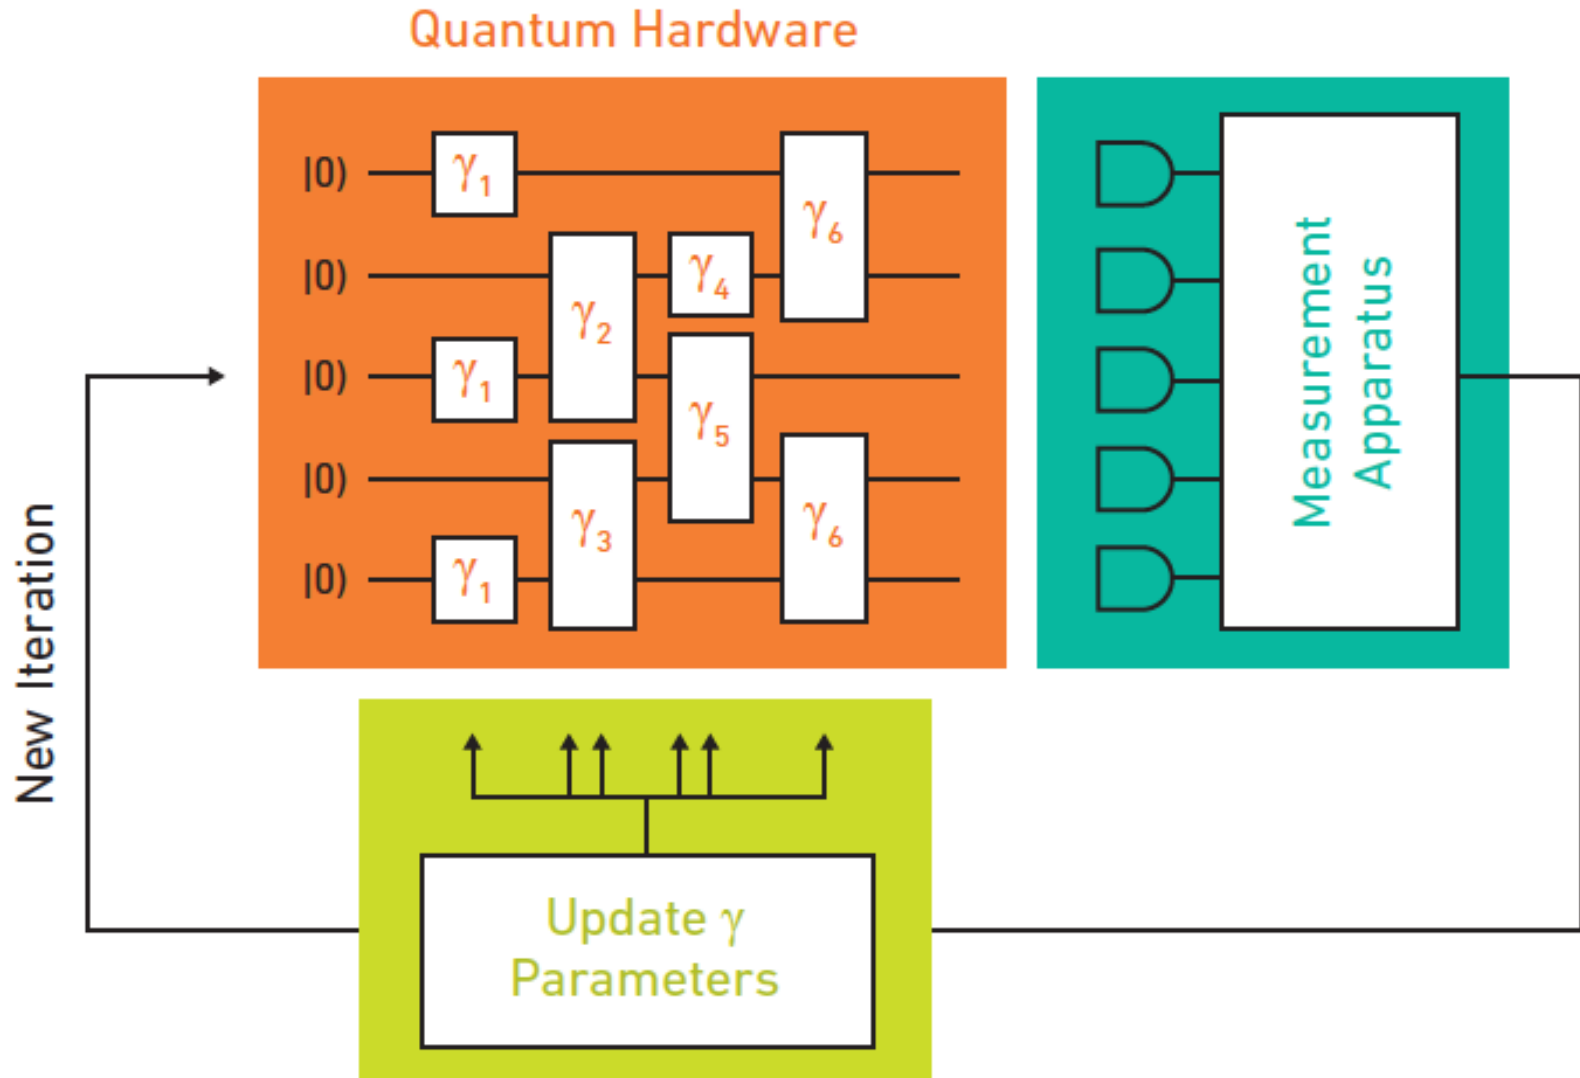 Quantum Hardware
|0)
γ1
γ6
|0)
γ2
γ4
|0)
γ1
γ5
|0)
γ3
γ6
|0)
γ1
Measurement
Apparatus
New Iteration
Update γ
Parameters